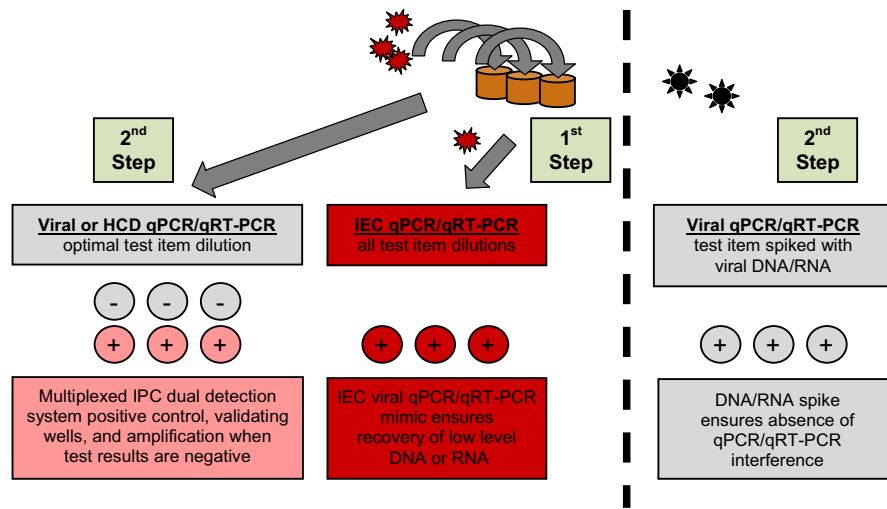 2nd
Step
1st
Step
2nd
Step
Viral or HCD qPCR/qRT-PCR
optimal test item dilution
IEC qPCR/qRT-PCR
all test item dilutions
Viral qPCR/qRT-PCR
test item spiked with
viral DNA/RNA
- - -
+ + +
+ + +
+ + +
Multiplexed IPC dual detection
system positive control, validating
wells, and amplification when
test results are negative
IEC viral qPCR/qRT-PCR
mimic ensures
recovery of low level
DNA or RNA
DNA/RNA spike
ensures absence of
qPCR/qRT-PCR
interference